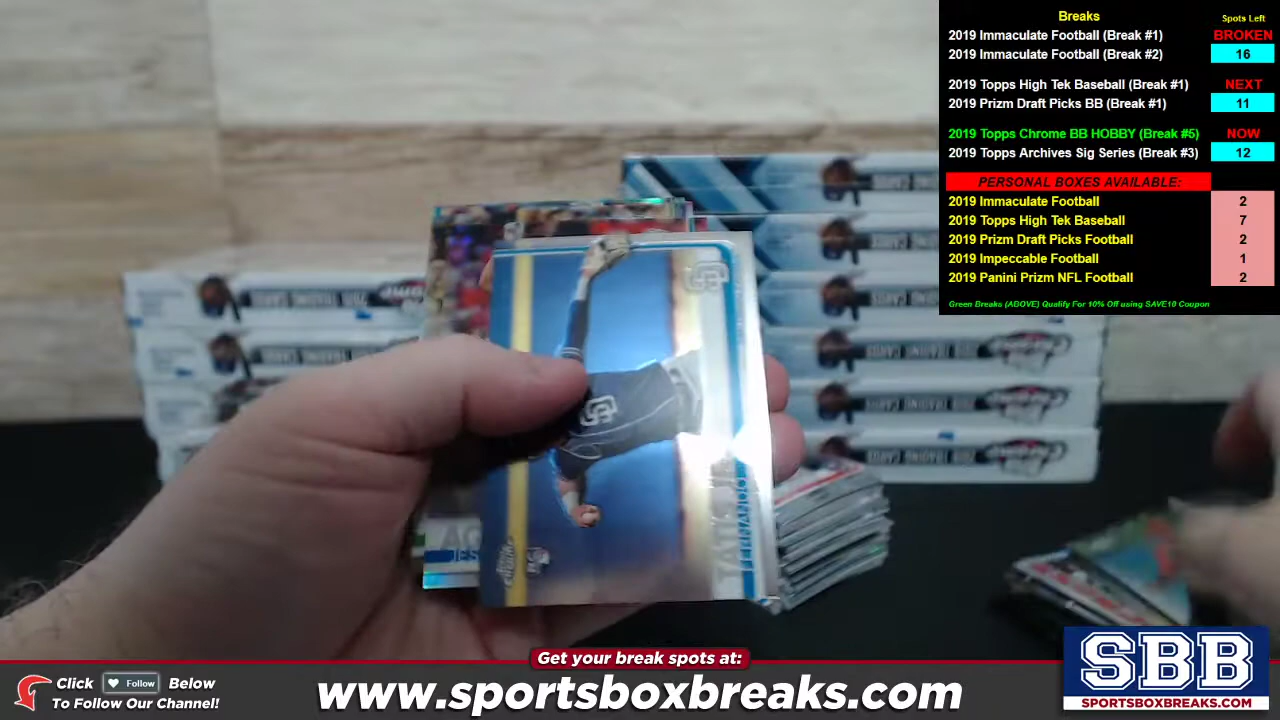 Breaks
Spots Left
2019 Immaculate Football (Break #1) BROKEN
2019 Immaculate Football (Break #2) 16
2019 Topps High Tek Baseball (Break #1) NEXT
2019 Prizm Draft Picks BB (Break #1) 11
2019 Topps Chrome BB HOBBY (Break #5) NOW
2019 Topps Archives Sig Series (Break #3) 12
PERSONAL BOXES AVAILABLE:
2019 Immaculate Football 2
2019 Topps High Tek Baseball 7
2019 Prizm Draft Picks Football 2
2019 Impeccable Football 1
2019 Panini Prizm NFL Football 2
Green Breaks (ABOVE) Qualify For 10% Off using SAVE10 Coupon
TATIS JR.
FERNANDO
SD
JES
Get your break spots at:
Click Follow Below
To Follow Our Channel!
www.sportsboxbreaks.com
SBB
SPORTSBOXBREAKS.COM